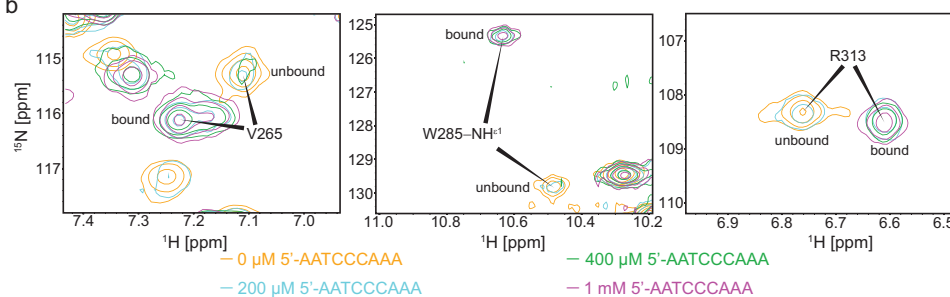 b
115
116
117
¹⁵N [ppm]
7.4 7.3 7.2 7.1 7.0
¹H [ppm]
unbound
bound
V265
125
126
127
128
129
130
11.0 10.8 10.6 10.4 10.2
¹H [ppm]
bound
W285–NHᵋ¹
unbound
107
108
109
110
6.9 6.8 6.7 6.6 6.5
¹H [ppm]
R313
unbound
bound
0 µM 5'-AATCCCAAA
200 µM 5'-AATCCCAAA
400 µM 5'-AATCCCAAA
1 mM 5'-AATCCCAAA